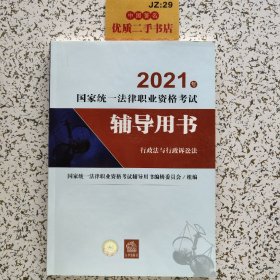 JZ:29
优质二手书店
2021年
国家统一法律职业资格考试
辅导用书
行政法与行政诉讼法
国家统一法律职业资格考试辅导用书编辑委员会/组编